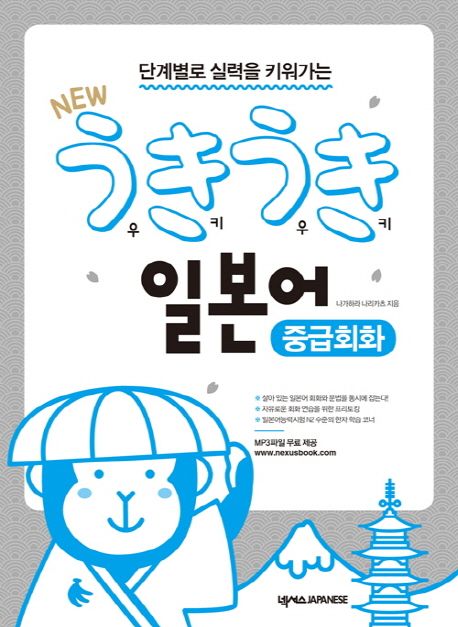 단계별로 실력을 키워가는
NEW
うきうき
우 키 우 키
일본어
나가하라 나리카츠 지음
중급회화
* 살아 있는 일본어 회화와 문법을 동시에 잡는다!
* 자유로운 회화 연습을 위한 프리토킹
* 일본어능력시험 N2 수준의 한자 학습 코너
MP3파일 무료 제공
www.nexusbook.com
넥서스 JAPANESE